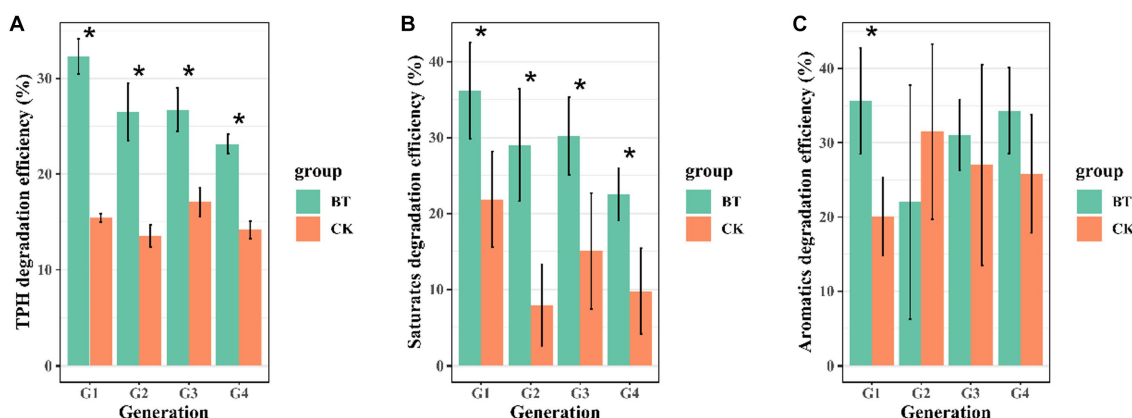 A
TPH degradation efficiency (%)
30
20
10
0
*
*
*
*
G1 G2 G3 G4
Generation
group
BT
CK
B
Saturates degradation efficiency (%)
40
30
20
10
0
*
*
*
*
G1 G2 G3 G4
Generation
group
BT
CK
C
Aromatics degradation efficiency (%)
40
30
20
10
0
*
G1 G2 G3 G4
Generation
group
BT
CK